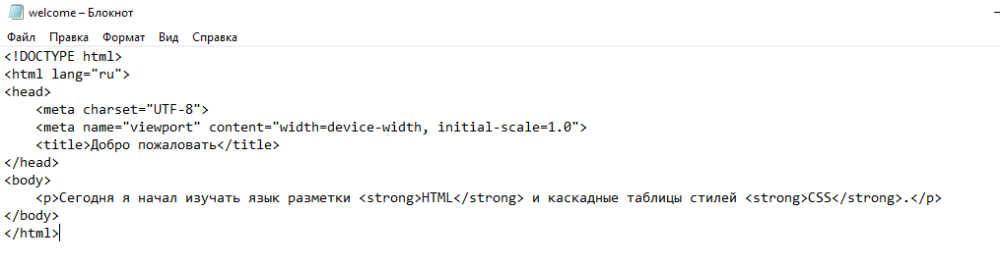 welcome – Блокнот
Файл Правка Формат Вид Справка
<!DOCTYPE html>
<html lang="ru">
<head>
    <meta charset="UTF-8">
    <meta name="viewport" content="width=device-width, initial-scale=1.0">
    <title>Добро пожаловать</title>
</head>
<body>
    <p>Сегодня я начал изучать язык разметки <strong>HTML</strong> и каскадные таблицы стилей <strong>CSS</strong>.</p>
</body>
</html>